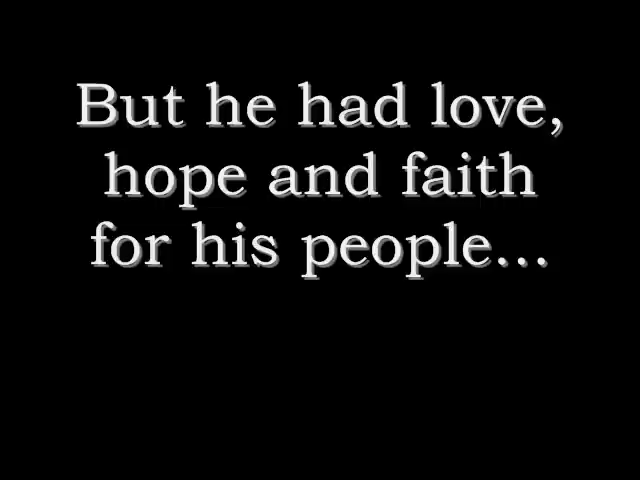 But he had love,
hope and faith
for his people...